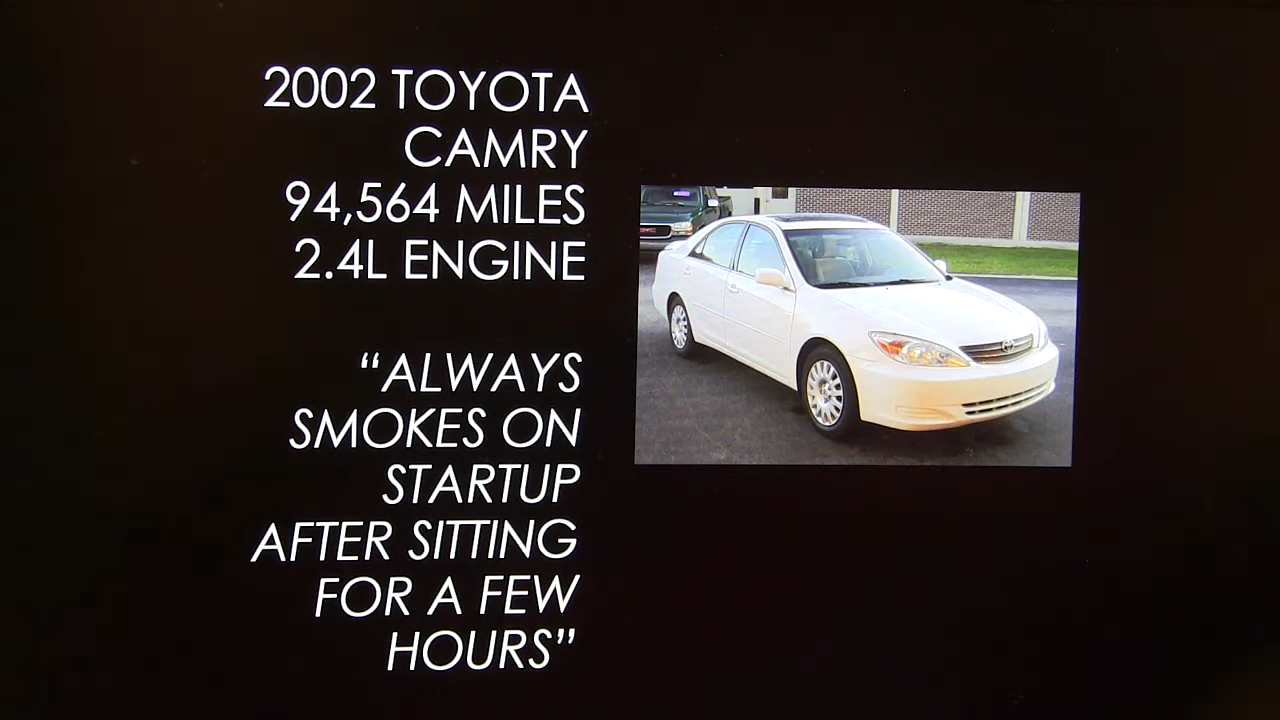 2002 TOYOTA
CAMRY
94,564 MILES
2.4L ENGINE
“ALWAYS
SMOKES ON
STARTUP
AFTER SITTING
FOR A FEW
HOURS”